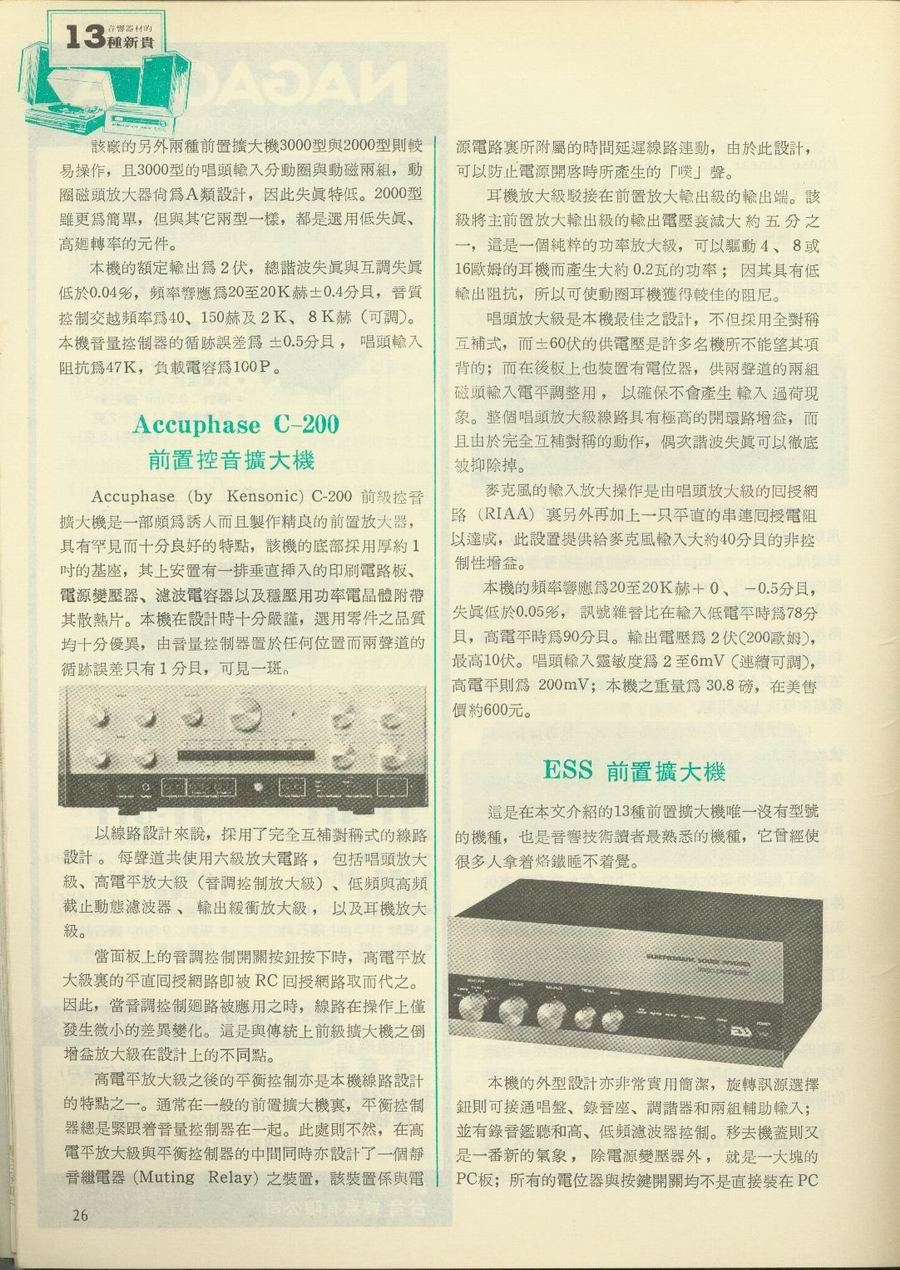 13
音響器材的
種新貴
該廠的另外兩種前置擴大機3000型與2000型則較
易操作，且3000型的唱頭輸入分動圈與動磁兩組，動
圈磁頭放大器尙爲A類設計，因此失眞特低。2000型
雖更爲簡單，但與其它兩型一樣，都是選用低失眞、
高廻轉率的元件。
本機的額定輸出爲2伏，總諧波失眞與互調失眞
低於0.04%，頻率響應爲20至20K赫±0.4分貝，音質
控制交越頻率爲40、150赫及2K、8K赫（可調）。
本機音量控制器的循跡誤差爲±0.5分貝，唱頭輸入
阻抗爲47K，負載電容爲100P。
Accuphase C-200
前置控音擴大機
Accuphase (by Kensonic) C-200 前級控音
擴大機是一部頗爲誘人而且製作精良的前置放大器，
具有罕見而十分良好的特點，該機的底部採用厚約1
吋的基座，其上安置有一排垂直挿入的印刷電路板、
電源變壓器、濾波電容器以及穩壓用功率電晶體附帶
其散熱片。本機在設計時十分嚴謹，選用零件之品質
均十分優異，由音量控制器置於任何位置而兩聲道的
循跡誤差只有1分貝，可見一斑。
以線路設計來說，採用了完全互補對稱式的線路
設計。每聲道共使用六級放大電路，包括唱頭放大
級、高電平放大級（音調控制放大級）、低頻與高頻
截止動態濾波器、輸出緩衝放大級，以及耳機放大
級。
當面板上的音調控制開關按鈕按下時，高電平放
大級裏的平直回授網路卽被RC回授網路取而代之。
因此，當音調控制廻路被應用之時，線路在操作上僅
發生微小的差異變化。這是與傳統上前級擴大機之倒
增益放大級在設計上的不同點。
高電平放大級之後的平衡控制亦是本機線路設計
的特點之一。通常在一般的前置擴大機裏，平衡控制
器總是緊跟着音量控制器在一起。此處則不然，在高
電平放大級與平衡控制器的中間同時亦設計了一個靜
音繼電器 (Muting Relay) 之裝置，該裝置係與電
26
源電路裏所附屬的時間延遲線路連動，由於此設計，
可以防止電源開啓時所產生的「噗」聲。
耳機放大級駁接在前置放大輸出級的輸出端。該
級將主前置放大輸出級的輸出電壓衰減大約五分之
一，這是一個純粹的功率放大級，可以驅動4、8或
16歐姆的耳機而產生大約0.2瓦的功率；因其具有低
輸出阻抗，所以可使動圈耳機獲得較佳的阻尼。
唱頭放大級是本機最佳之設計，不但採用全對稱
互補式，而±60伏的供電壓是許多名機所不能望其項
背的；而在後板上也裝置有電位器，供兩聲道的兩組
磁頭輸入電平調整用，以確保不會產生輸入過荷現
象。整個唱頭放大級線路具有極高的開環路增益，而
且由於完全互補對稱的動作，偶次諧波失眞可以徹底
被抑除掉。
麥克風的輸入放大操作是由唱頭放大級的回授網
路（RIAA）裏另外再加上一只平直的串連回授電阻
以達成，此設置提供給麥克風輸入大約40分貝的非控
制性增益。
本機的頻率響應爲20至20K赫＋0、－0.5分貝，
失眞低於0.05%，訊號雜音比在輸入低電平時爲78分
貝，高電平時爲90分貝。輸出電壓爲2伏(200歐姆)，
最高10伏。唱頭輸入靈敏度爲2至6mV（連續可調），
高電平則爲 200mV；本機之重量爲 30.8 磅，在美售
價約600元。
ESS 前置擴大機
這是在本文介紹的13種前置擴大機唯一沒有型號
的機種，也是音響技術讀者最熟悉的機種，它曾經使
很多人拿着烙鐵睡不着覺。
ELECTROSTATIC SOUND SYSTEMS
ESS
本機的外型設計亦非常實用簡潔，旋轉訊源選擇
鈕則可接通唱盤、錄音座、調諧器和兩組輔助輸入；
並有錄音鑑聽和高、低頻濾波器控制。移去機蓋則又
是一番新的氣象，除電源變壓器外，就是一大塊的
PC板；所有的電位器與按鍵開關均不是直接裝在PC